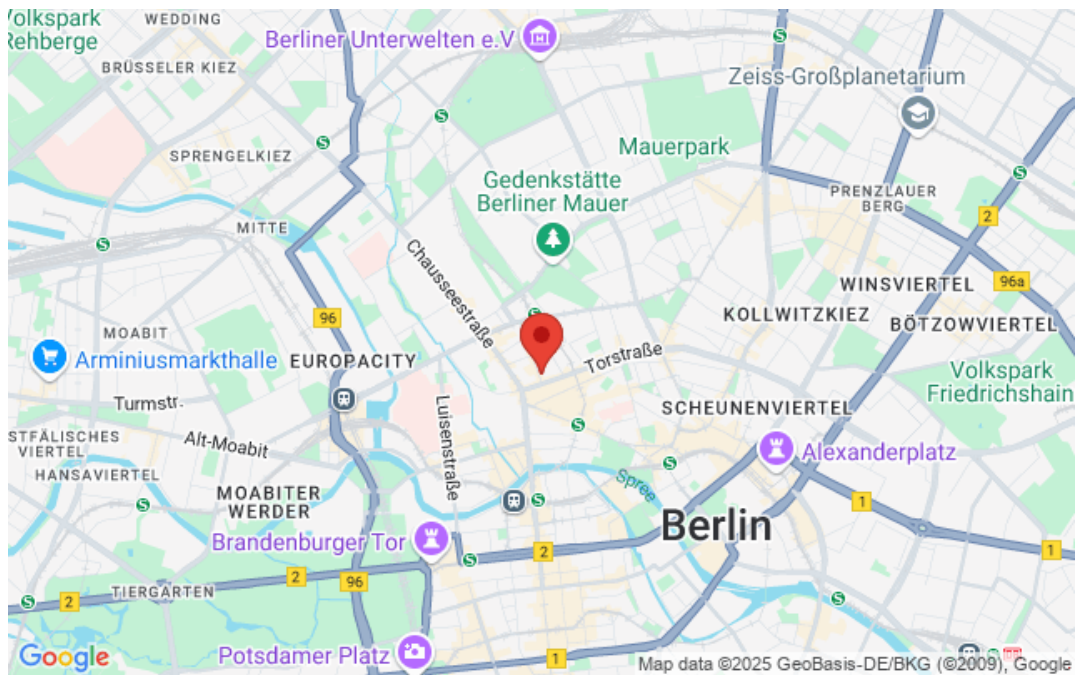 Volkspark
Rehberge
WEDDING
Berliner Unterwelten e.V
BRÜSSELER KIEZ
Zeiss-Großplanetarium
SPRENGELKIEZ
Mauerpark
Gedenkstätte
Berliner Mauer
PRENZLAUER
BERG
MITTE
2
Chausseestraße
96a
WINSVIERTEL
KOLLWITZKIEZ
BÖTZOWVIERTEL
96
MOABIT
Arminiusmarkthalle
EUROPACITY
Torstraße
Volkspark
Friedrichshain
Turmstr.
Luisenstraße
SCHEUNENVIERTEL
STFÄLISCHES
VIERTEL
Alt-Moabit
Alexanderplatz
HANSAVIERTEL
MOABITER
WERDER
Spree
1
Berlin
Brandenburger Tor
2
1
2
96
TIERGARTEN
2
Google
Potsdamer Platz
1
Map data ©2025 GeoBasis-DE/BKG (©2009), Google